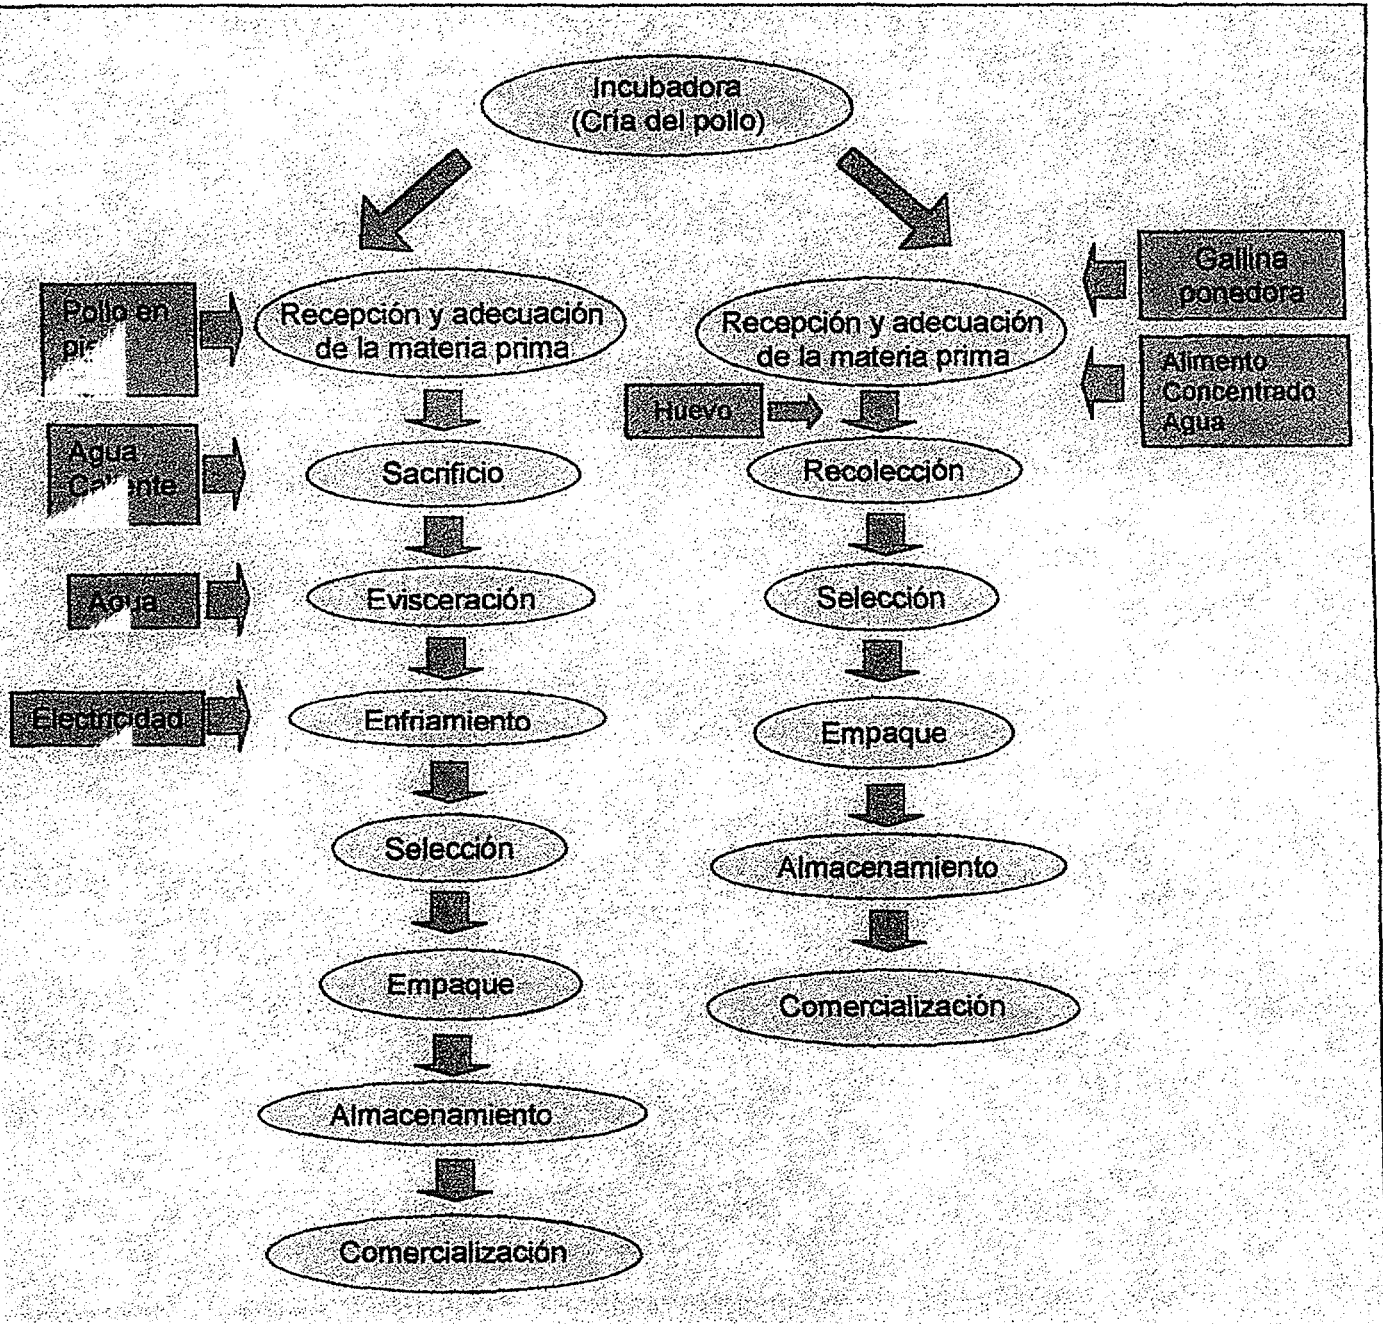 Incubadora
(Cria del pollo)
Pollo en
Recepción y adecuación
de la materia prima
Gallina
ponedora
Recepción y adecuación
de la materia prima
Alimento
Concentrado
Agua
Huevo
Agua
Caliente
Sacrificio
Recolección
Agua
Evisceración
Selección
Electricidad
Enfriamiento
Empaque
Selección
Almacenamiento
Empaque
Comercialización
Almacenamiento
Comercialización